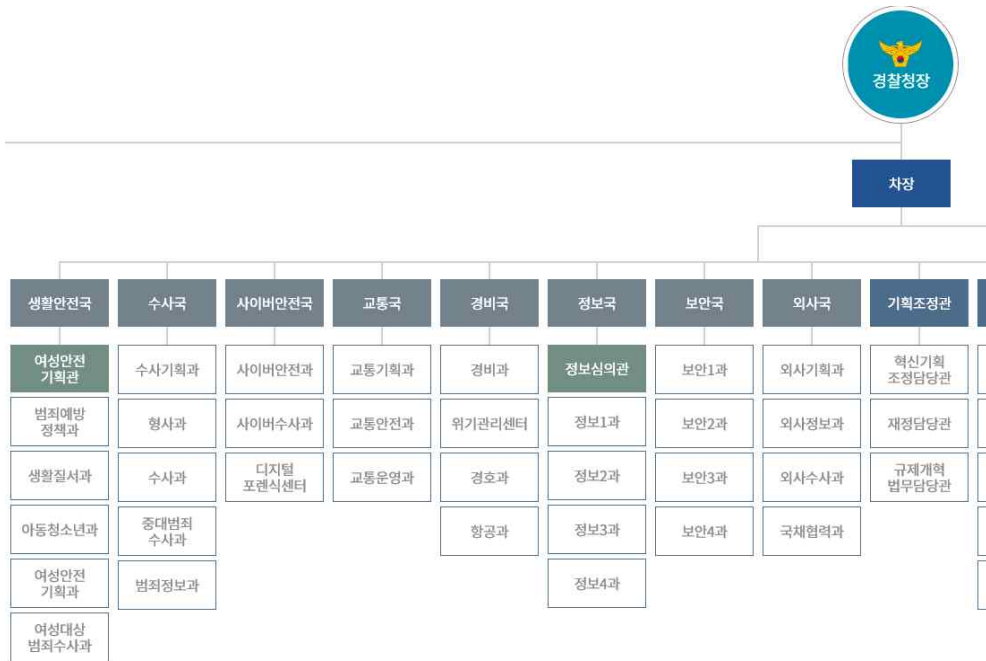 경찰청장
차장
생활안전국
수사국
사이버안전국
교통국
경비국
정보국
보안국
외사국
기획조정관
여성안전
기획관
수사기획과
사이버안전과
교통기획과
경비과
정보심의관
보안1과
외사기획과
혁신기획
조정담당관
범죄예방
정책과
형사과
사이버수사과
교통안전과
위기관리센터
정보1과
보안2과
외사정보과
재정담당관
생활질서과
수사과
디지털
포렌식센터
교통운영과
경호과
정보2과
보안3과
외사수사과
규제개혁
법무담당관
아동청소년과
중대범죄
수사과
항공과
정보3과
보안4과
국채협력과
여성안전
기획과
범죄정보과
정보4과
여성대상
범죄수사과